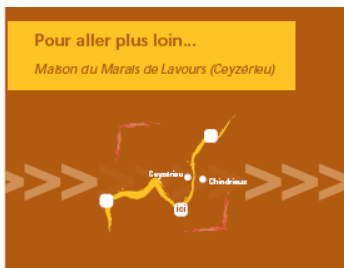 Pour aller plus loin...
Maison du Marais de Lavours (Ceyzérieu)
Ceyzérieu
Chindrieux
ici